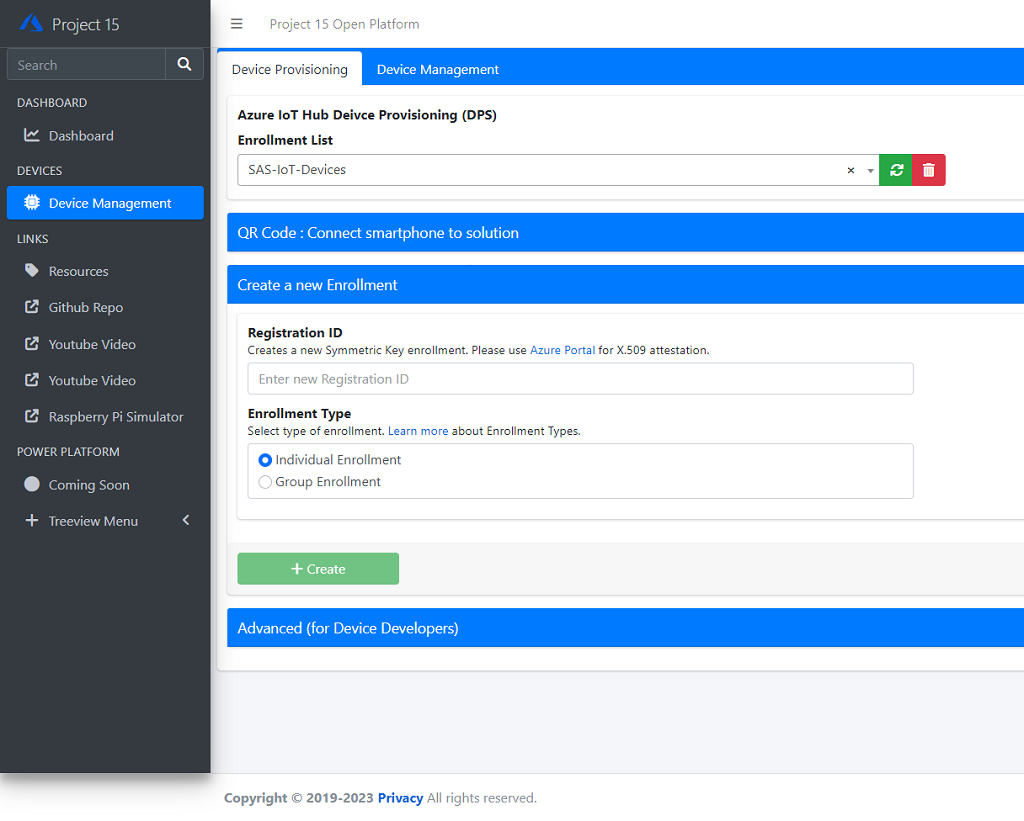 Project 15
Search
DASHBOARD
Dashboard
DEVICES
Device Management
LINKS
Resources
Github Repo
Youtube Video
Youtube Video
Raspberry Pi Simulator
POWER PLATFORM
Coming Soon
Treeview Menu
Project 15 Open Platform
Device Provisioning
Device Management
Azure IoT Hub Deivce Provisioning (DPS)
Enrollment List
SAS-IoT-Devices
QR Code : Connect smartphone to solution
Create a new Enrollment
Registration ID
Creates a new Symmetric Key enrollment. Please use Azure Portal for X.509 attestation.
Enter new Registration ID
Enrollment Type
Select type of enrollment. Learn more about Enrollment Types.
Individual Enrollment
Group Enrollment
Create
Advanced (for Device Developers)
Copyright © 2019-2023 Privacy All rights reserved.